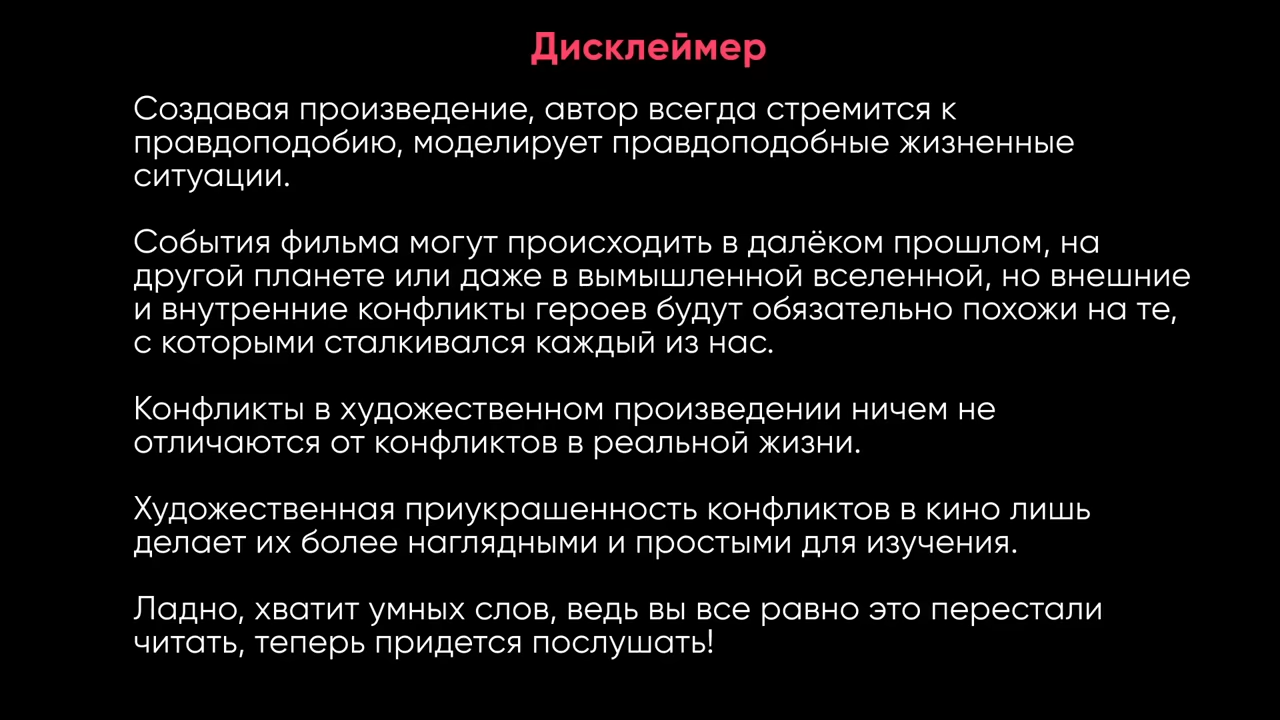 Дисклеймер
Создавая произведение, автор всегда стремится к
правдоподобию, моделирует правдоподобные жизненные
ситуации.
События фильма могут происходить в далёком прошлом, на
другой планете или даже в вымышленной вселенной, но внешние
и внутренние конфликты героев будут обязательно похожи на те,
с которыми сталкивался каждый из нас.
Конфликты в художественном произведении ничем не
отличаются от конфликтов в реальной жизни.
Художественная приукрашенность конфликтов в кино лишь
делает их более наглядными и простыми для изучения.
Ладно, хватит умных слов, ведь вы все равно это перестали
читать, теперь придется послушать!